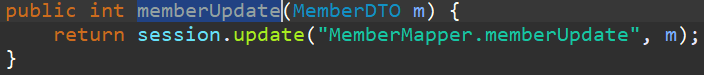 public int memberUpdate(MemberDTO m) {
    return session.update("MemberMapper.memberUpdate", m);
}